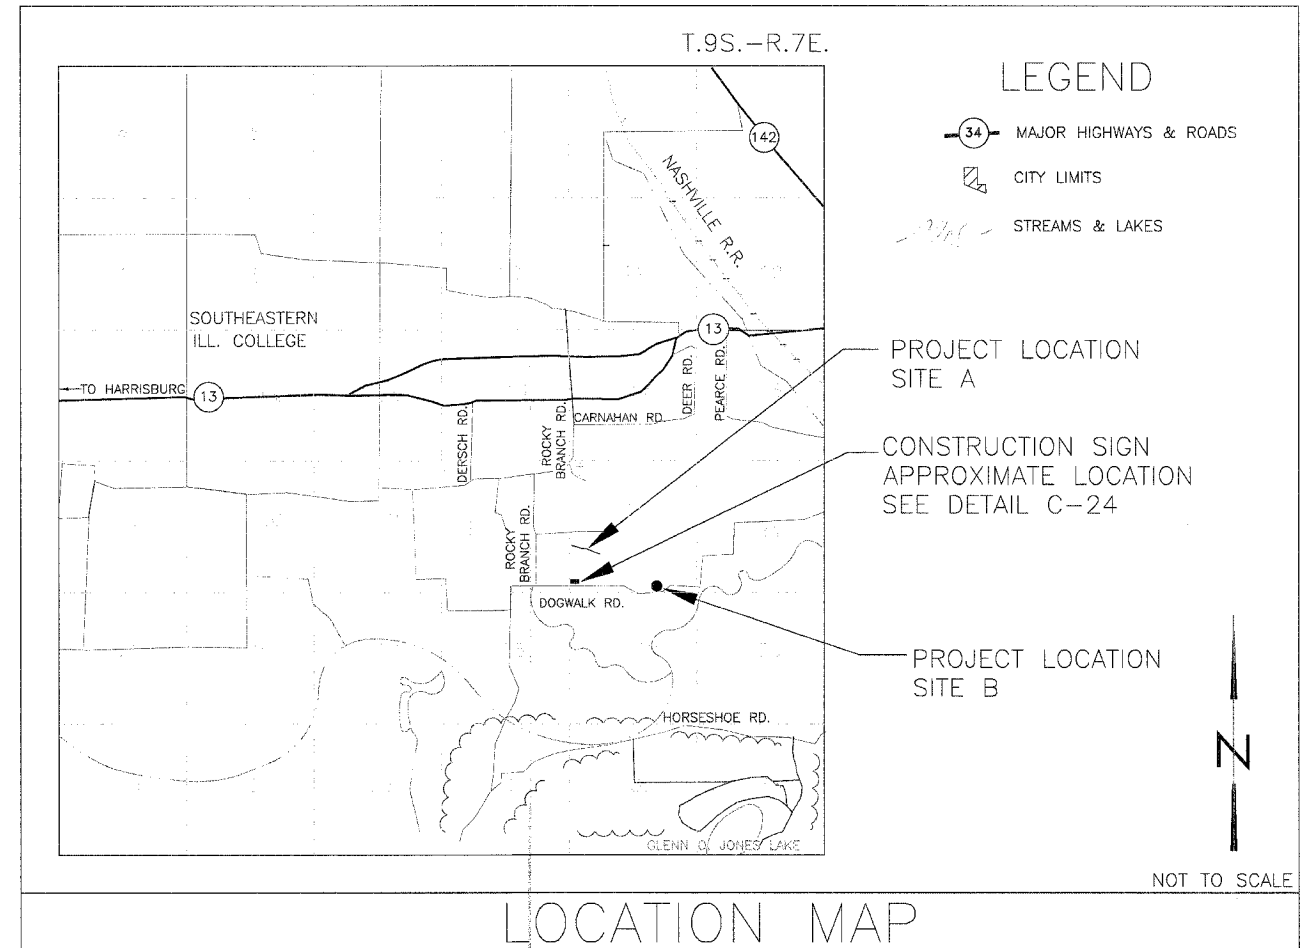 T.9S.-R.7E.
LEGEND
34 MAJOR HIGHWAYS & ROADS
CITY LIMITS
STREAMS & LAKES
142
NASHVILLE R.R.
SOUTHEASTERN
ILL. COLLEGE
13
TO HARRISBURG
13
DERSCH RD.
ROCKY
BRANCH RD.
CARNAHAN RD.
DEER RD.
PEARCE RD.
PROJECT LOCATION
SITE A
CONSTRUCTION SIGN
APPROXIMATE LOCATION
SEE DETAIL C-24
ROCKY
BRANCH RD.
DOGWALK RD.
PROJECT LOCATION
SITE B
HORSESHOE RD.
GLENN O. JONES LAKE
N
NOT TO SCALE
LOCATION MAP